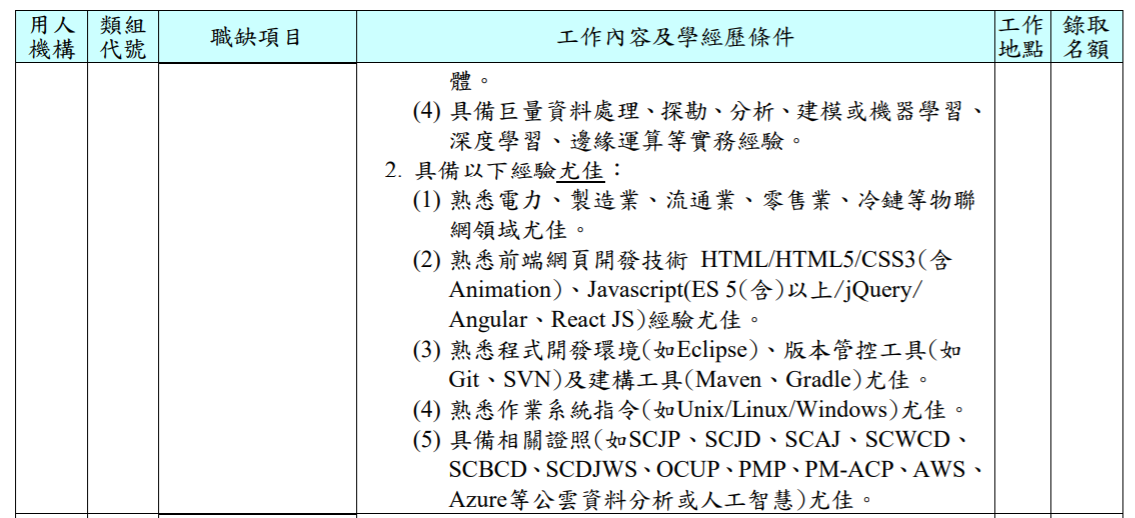 用人機構 類組代號 職缺項目 工作內容及學經歷條件 工作地點 錄取名額
體。
(4) 具備巨量資料處理、探勘、分析、建模或機器學習、
深度學習、邊緣運算等實務經驗。
2. 具備以下經驗尤佳：
(1) 熟悉電力、製造業、流通業、零售業、冷鏈等物聯
網領域尤佳。
(2) 熟悉前端網頁開發技術 HTML/HTML5/CSS3(含
Animation)、Javascript(ES 5(含)以上/jQuery/
Angular、React JS)經驗尤佳。
(3) 熟悉程式開發環境(如Eclipse)、版本管控工具(如
Git、SVN)及建構工具(Maven、Gradle)尤佳。
(4) 熟悉作業系統指令(如Unix/Linux/Windows)尤佳。
(5) 具備相關證照(如SCJP、SCJD、SCAJ、SCWCD、
SCBCD、SCDJWS、OCUP、PMP、PM-ACP、AWS、
Azure等公雲資料分析或人工智慧)尤佳。